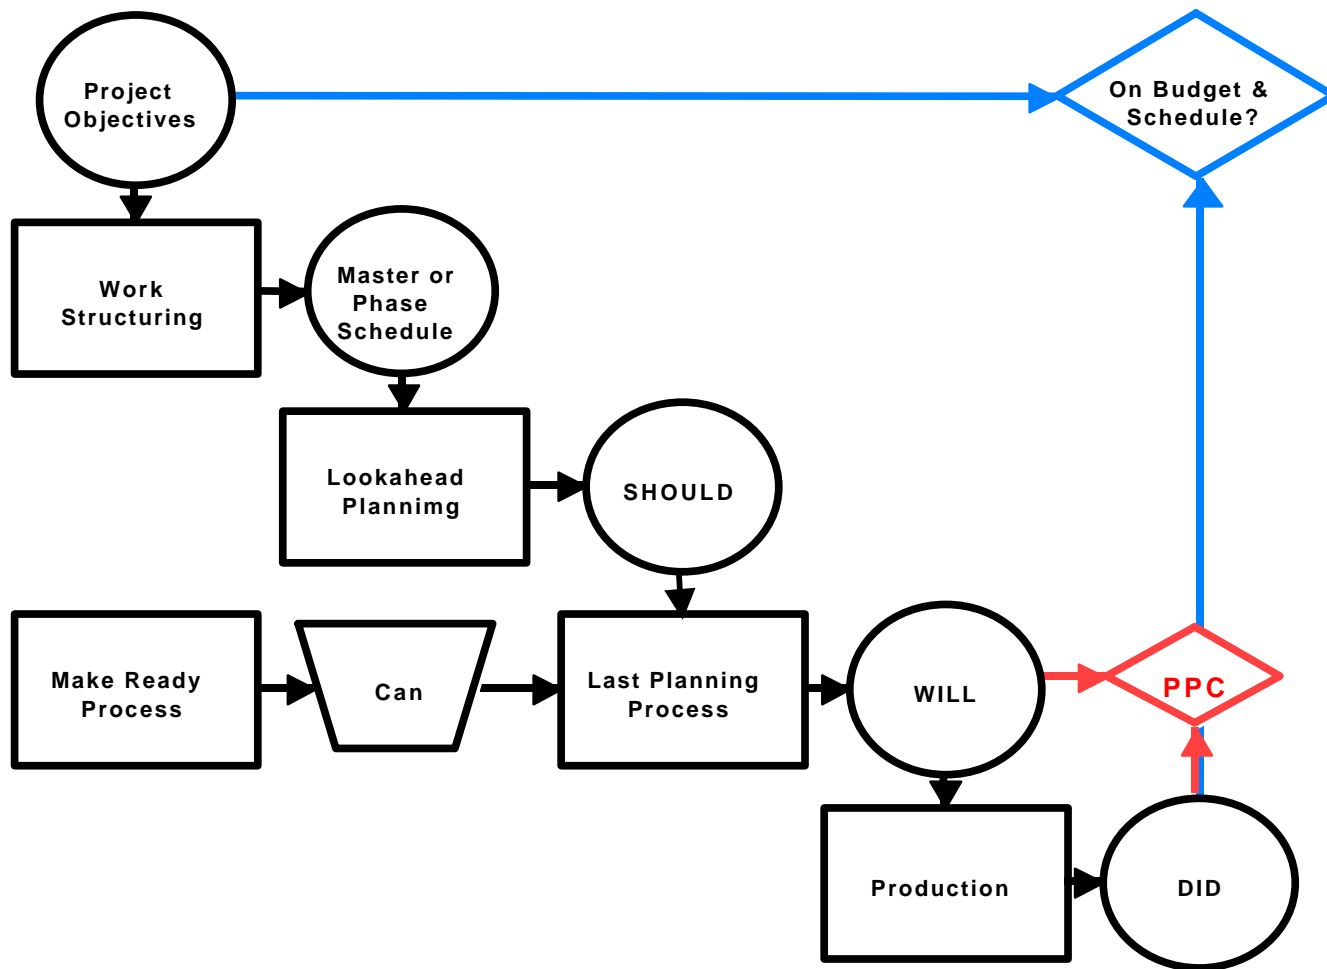 Project
Objectives
On Budget &
Schedule?
Work
Structuring
Master or
Phase
Schedule
Lookahead
Plannimg
SHOULD
Make Ready
Process
Can
Last Planning
Process
WILL
PPC
Production
DID